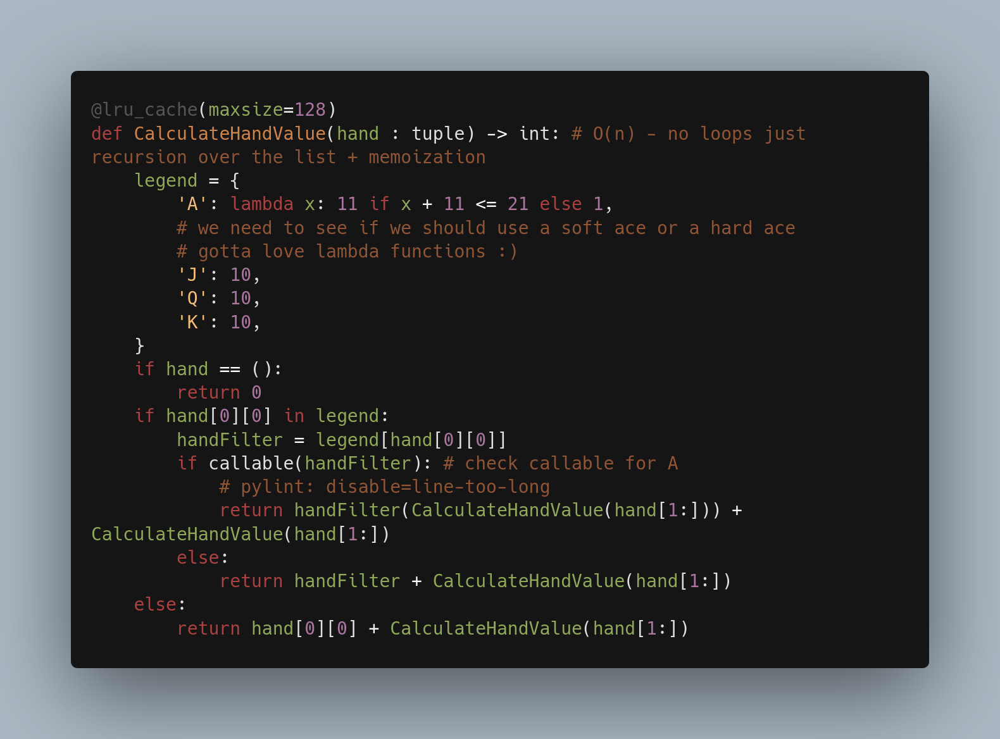 @lru_cache(maxsize=128)
def CalculateHandValue(hand : tuple) -> int: # O(n) - no loops just
recursion over the list + memoization
    legend = {
        'A': lambda x: 11 if x + 11 <= 21 else 1,
        # we need to see if we should use a soft ace or a hard ace
        # gotta love lambda functions :)
        'J': 10,
        'Q': 10,
        'K': 10,
    }
    if hand == ():
        return 0
    if hand[0][0] in legend:
        handFilter = legend[hand[0][0]]
        if callable(handFilter): # check callable for A
            # pylint: disable=line-too-long
            return handFilter(CalculateHandValue(hand[1:])) +
CalculateHandValue(hand[1:])
        else:
            return handFilter + CalculateHandValue(hand[1:])
    else:
        return hand[0][0] + CalculateHandValue(hand[1:])